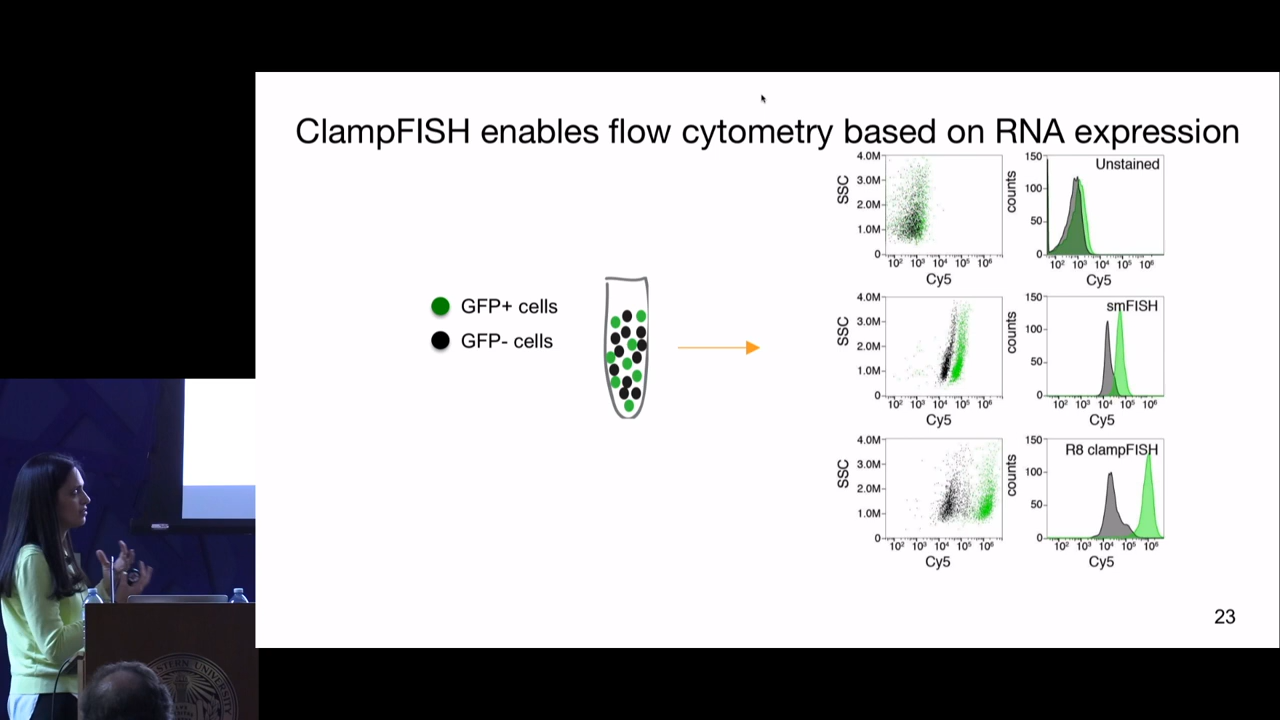 ClampFISH enables flow cytometry based on RNA expression
GFP+ cells
GFP- cells
4.0M
3.0M
2.0M
1.0M
0
SSC
10² 10³ 10⁴ 10⁵ 10⁶
Cy5
150
100
50
0
counts
Unstained
10² 10³ 10⁴ 10⁵ 10⁶
Cy5
4.0M
3.0M
2.0M
1.0M
0
SSC
10² 10³ 10⁴ 10⁵ 10⁶
Cy5
150
100
50
0
counts
smFISH
10² 10³ 10⁴ 10⁵ 10⁶
Cy5
4.0M
3.0M
2.0M
1.0M
0
SSC
10² 10³ 10⁴ 10⁵ 10⁶
Cy5
150
100
50
0
counts
R8 clampFISH
10² 10³ 10⁴ 10⁵ 10⁶
Cy5
23
STERN UNIVERSITY